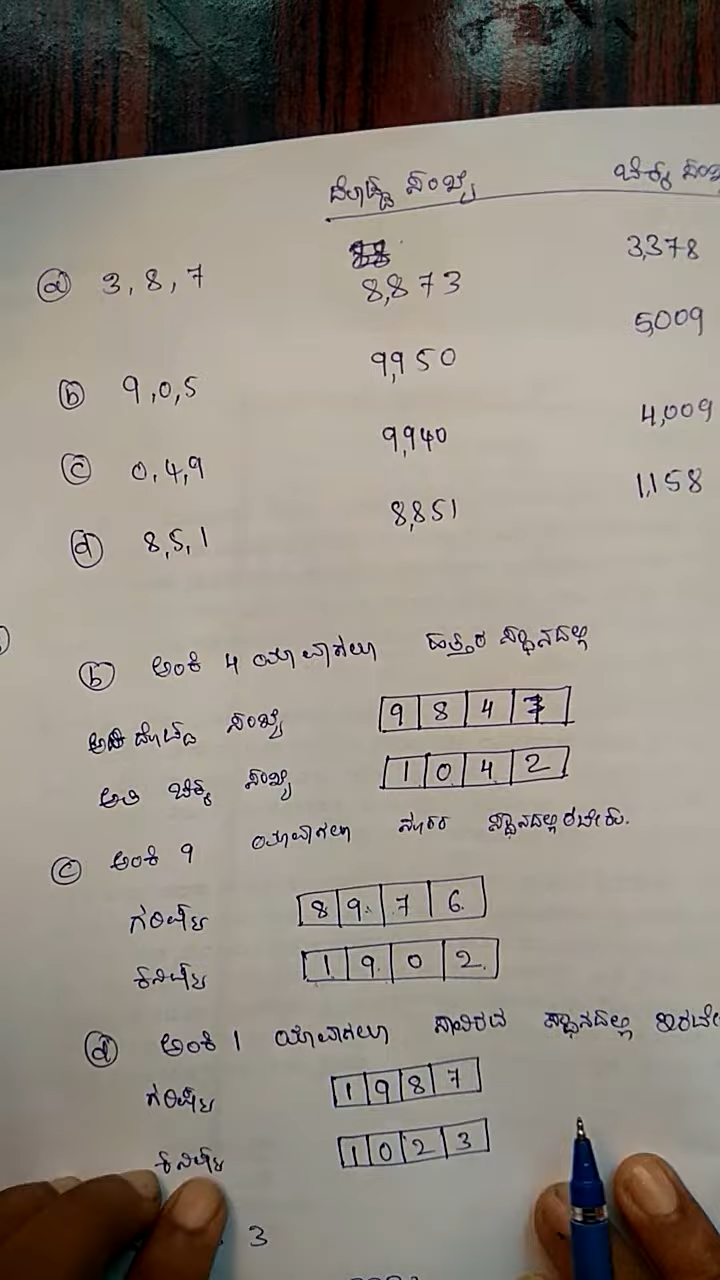 ದೊಡ್ಡ ಸಂಖ್ಯೆ ಚಿಕ್ಕ
ⓐ 3, 8, 7 8,873 3,378
ⓑ 9, 0, 5 9,950 5,009
ⓒ 0, 4, 9 9,940 4,009
ⓓ 8, 5, 1 8,851 1,158
ⓑ ಅಂಕಿ 4 ಯಾವಾಗಲೂ ಹತ್ತರ ಸ್ಥಾನದಲ್ಲಿ
ದೊಡ್ಡ ಸಂಖ್ಯೆ 9 8 4 7
ಅತಿ ಚಿಕ್ಕ ಸಂಖ್ಯೆ 1 0 4 2
ⓒ ಅಂಕಿ 9 ಯಾವಾಗಲೂ ನೂರರ ಸ್ಥಾನದಲ್ಲಿರಬೇಕು.
ಗರಿಷ್ಠ 8 9 7 6
ಕನಿಷ್ಠ 1 9 0 2
ⓓ ಅಂಕಿ 1 ಯಾವಾಗಲೂ ಸಾವಿರದ ಸ್ಥಾನದಲ್ಲಿ
ಗರಿಷ್ಠ 1 9 8 7
ಕನಿಷ್ಠ 1 0 2 3
3